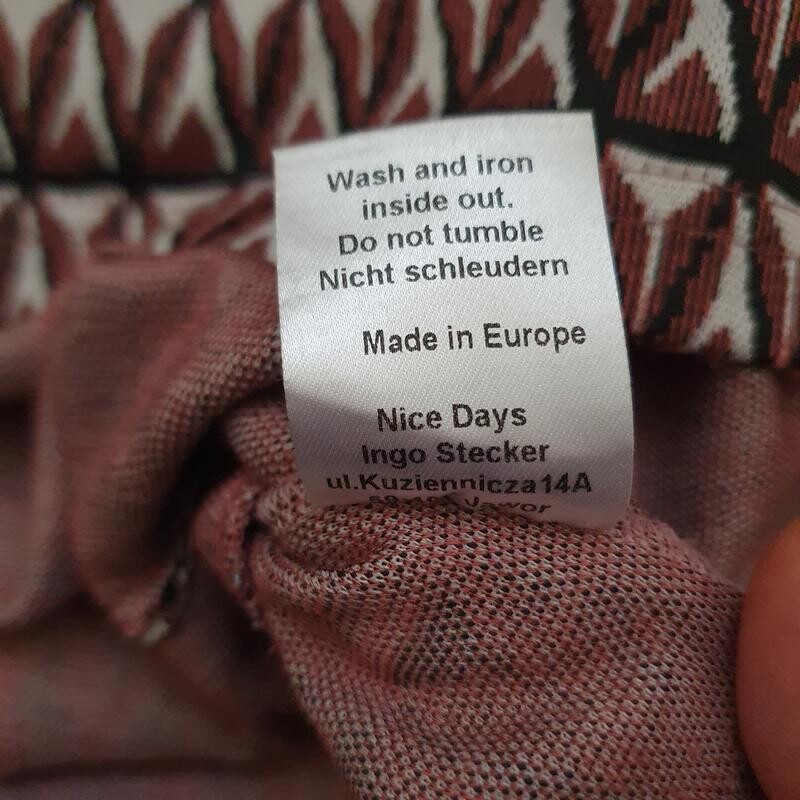 Wash and iron
inside out.
Do not tumble
Nicht schleudern
Made in Europe
Nice Days
Ingo Stecker
ul.Kuziennicza14A
Jawor